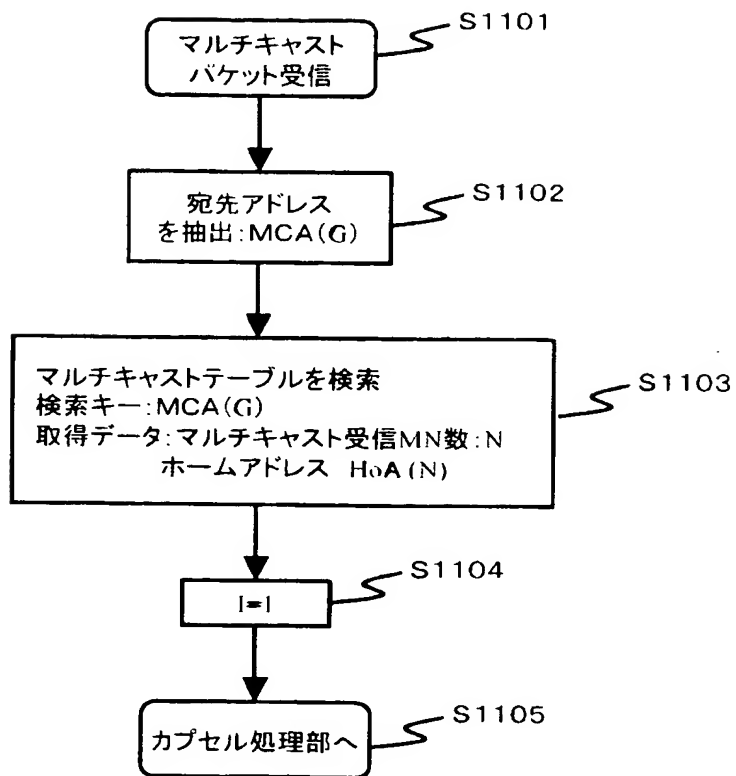 マルチキャスト
パケット受信
S1101
宛先アドレス
を抽出:MCA(G)
S1102
マルチキャストテーブルを検索
検索キー:MCA(G)
取得データ:マルチキャスト受信MN数:N
ホームアドレス HoA(N)
S1103
I=1
S1104
カプセル処理部へ
S1105